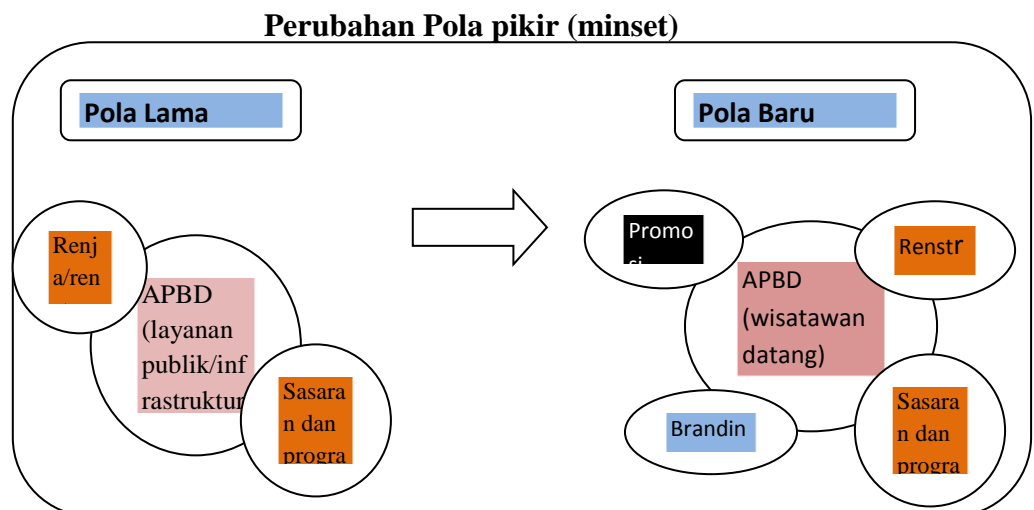 Perubahan Pola pikir (minset)
Pola Lama
Pola Baru
Renj
a/ren
APBD
(layanan
publik/inf
rastruktur
Sasara
n dan
progra
Promo
si
Renstr
APBD
(wisatawan
datang)
Brandin
Sasara
n dan
progra